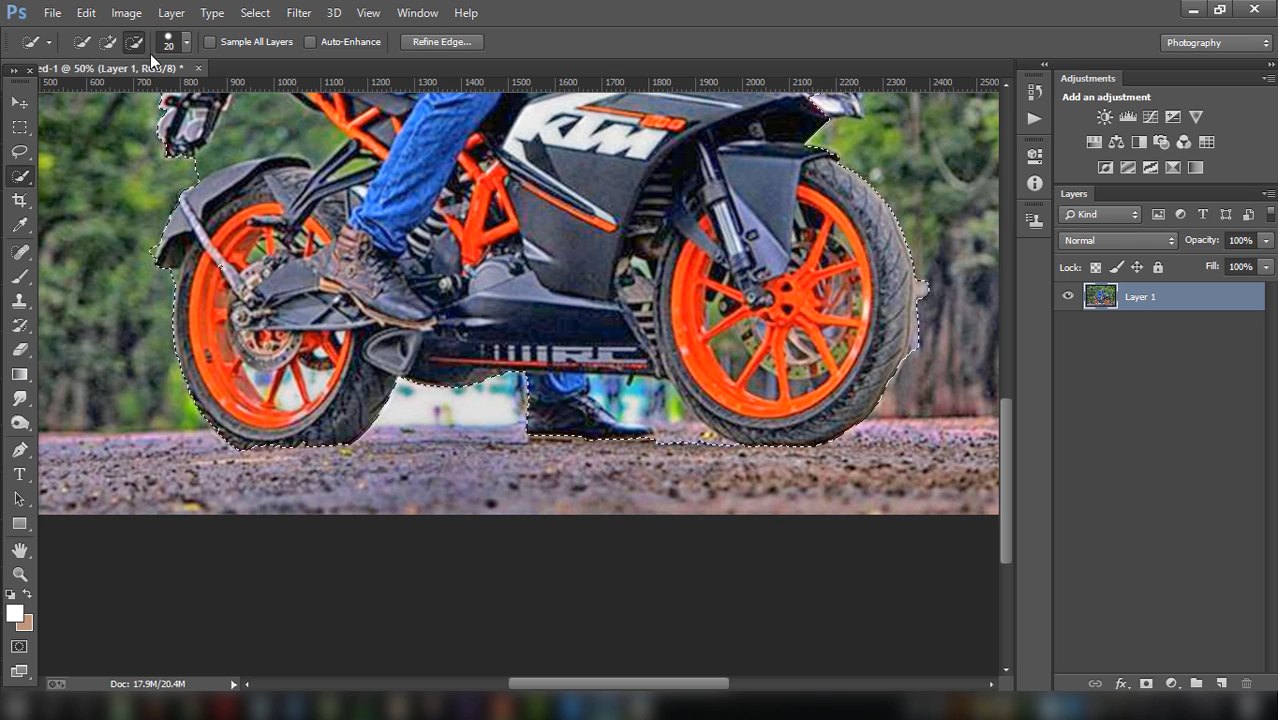 Ps File Edit Image Layer Type Select Filter 3D View Window Help
20 Sample All Layers Auto-Enhance Refine Edge... Photography
ed-1 @ 50% (Layer 1, RGB/8) * ×
500 600 700 800 900 1000 1100 1200 1300 1400 1500 1600 1700 1800 1900 2000 2100 2200 2300 2400 2500
Adjustments
Add an adjustment
Layers
Kind
Normal Opacity: 100%
Lock: Fill: 100%
Layer 1
KTM
RC
Doc: 17.9M/20.4M